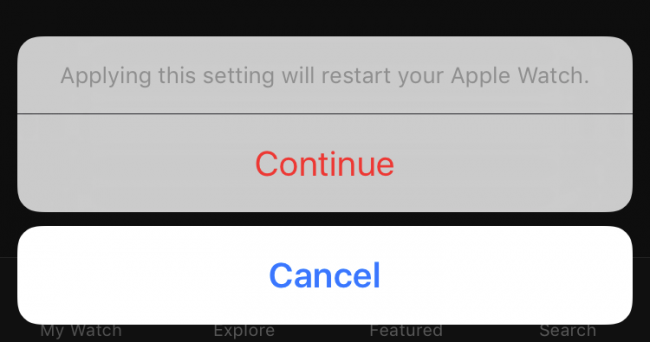 Applying this setting will restart your Apple Watch.
Continue
Cancel
My Watch Explore Featured Search